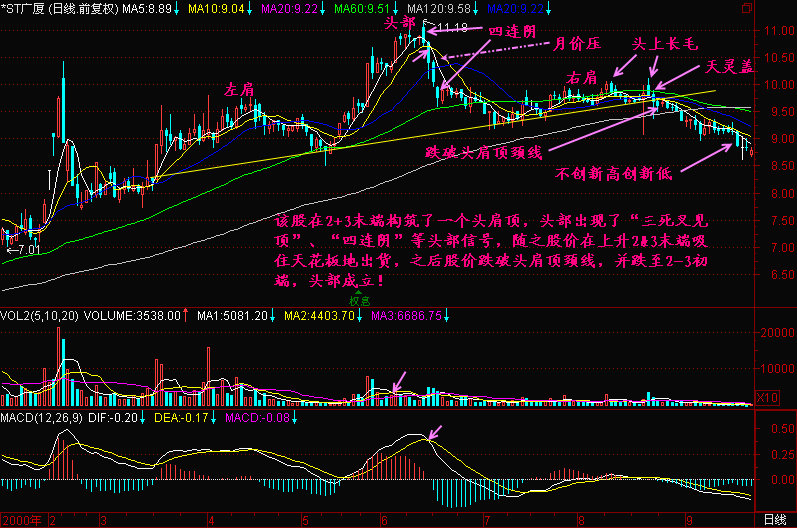 *ST广厦 (日线.前复权) MA5:8.89↓ MA10:9.04↓ MA20:9.22↓ MA60:9.51↓ MA120:9.58↓ MA20:9.22↓ MA20:9.22↓
头部
11.18
四连阴
11.00
月价压
头上长毛
10.50
右肩
天灵盖
左肩
10.00
9.50
9.00
跌破头肩顶颈线
8.50
不创新高创新低
8.00
该股在2+3末端构筑了一个头肩顶，头部出现了“三死叉见
顶”、“四连阴”等头部信号，随之股价在上升2&3末端吸
7.50
住天花板地出货，之后股价跌破头肩顶颈线，并跌至2-3初
端，头部成立！
←7.01
7.00
6.50
权息
VOL2(5,10,20) VOLUME:3538.00↑ MA1:5081.20↓ MA2:4403.70↓ MA3:6686.75↓
20000
10000
X10
MACD(12,26,9) DIF:-0.20↓ DEA:-0.17↓ MACD:-0.08↓
0.50
0.25
0.00
2000年 2 3 4 5 6 7 8 9 日线